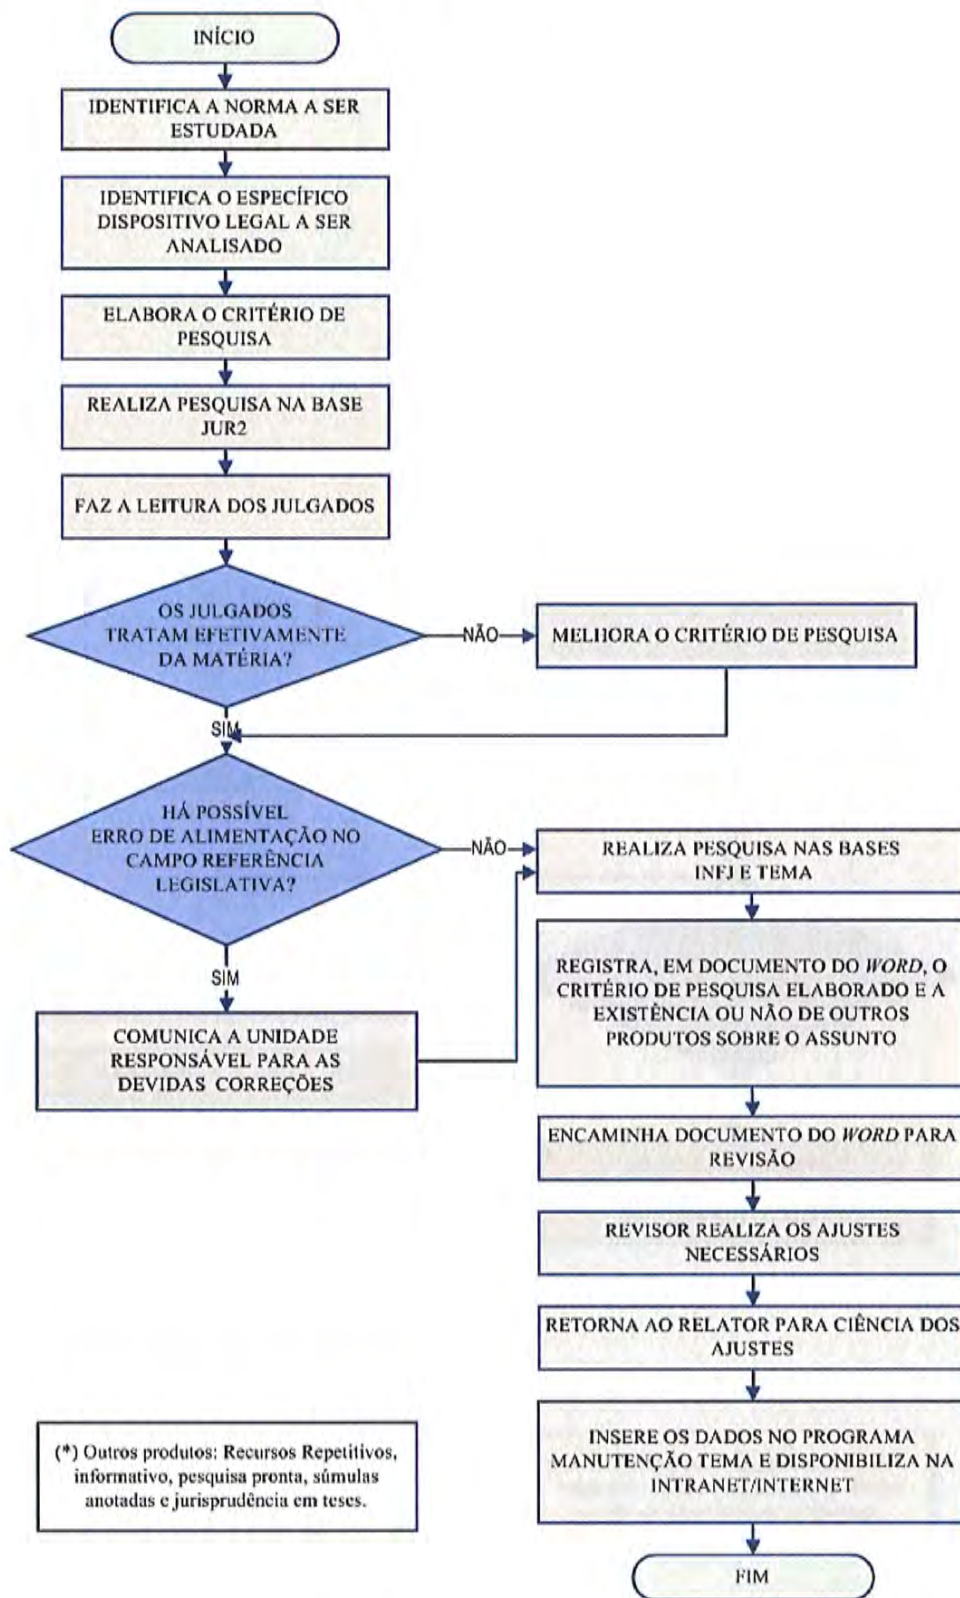 INÍCIO
IDENTIFICA A NORMA A SER
ESTUDADA
IDENTIFICA O ESPECÍFICO
DISPOSITIVO LEGAL A SER
ANALISADO
ELABORA O CRITÉRIO DE
PESQUISA
REALIZA PESQUISA NA BASE
JUR2
FAZ A LEITURA DOS JULGADOS
OS JULGADOS
TRATAM EFETIVAMENTE
DA MATÉRIA?
NÃO
MELHORA O CRITÉRIO DE PESQUISA
SIM
HÁ POSSÍVEL
ERRO DE ALIMENTAÇÃO NO
CAMPO REFERÊNCIA
LEGISLATIVA?
NÃO
REALIZA PESQUISA NAS BASES
INFJ E TEMA
SIM
COMUNICA A UNIDADE
RESPONSÁVEL PARA AS
DEVIDAS CORREÇÕES
REGISTRA, EM DOCUMENTO DO WORD, O
CRITÉRIO DE PESQUISA ELABORADO E A
EXISTÊNCIA OU NÃO DE OUTROS
PRODUTOS SOBRE O ASSUNTO
ENCAMINHA DOCUMENTO DO WORD PARA
REVISÃO
REVISOR REALIZA OS AJUSTES
NECESSÁRIOS
RETORNA AO RELATOR PARA CIÊNCIA DOS
AJUSTES
INSERE OS DADOS NO PROGRAMA
MANUTENÇÃO TEMA E DISPONIBILIZA NA
INTRANET/INTERNET
FIM
(*) Outros produtos: Recursos Repetitivos,
informativo, pesquisa pronta, súmulas
anotadas e jurisprudência em teses.